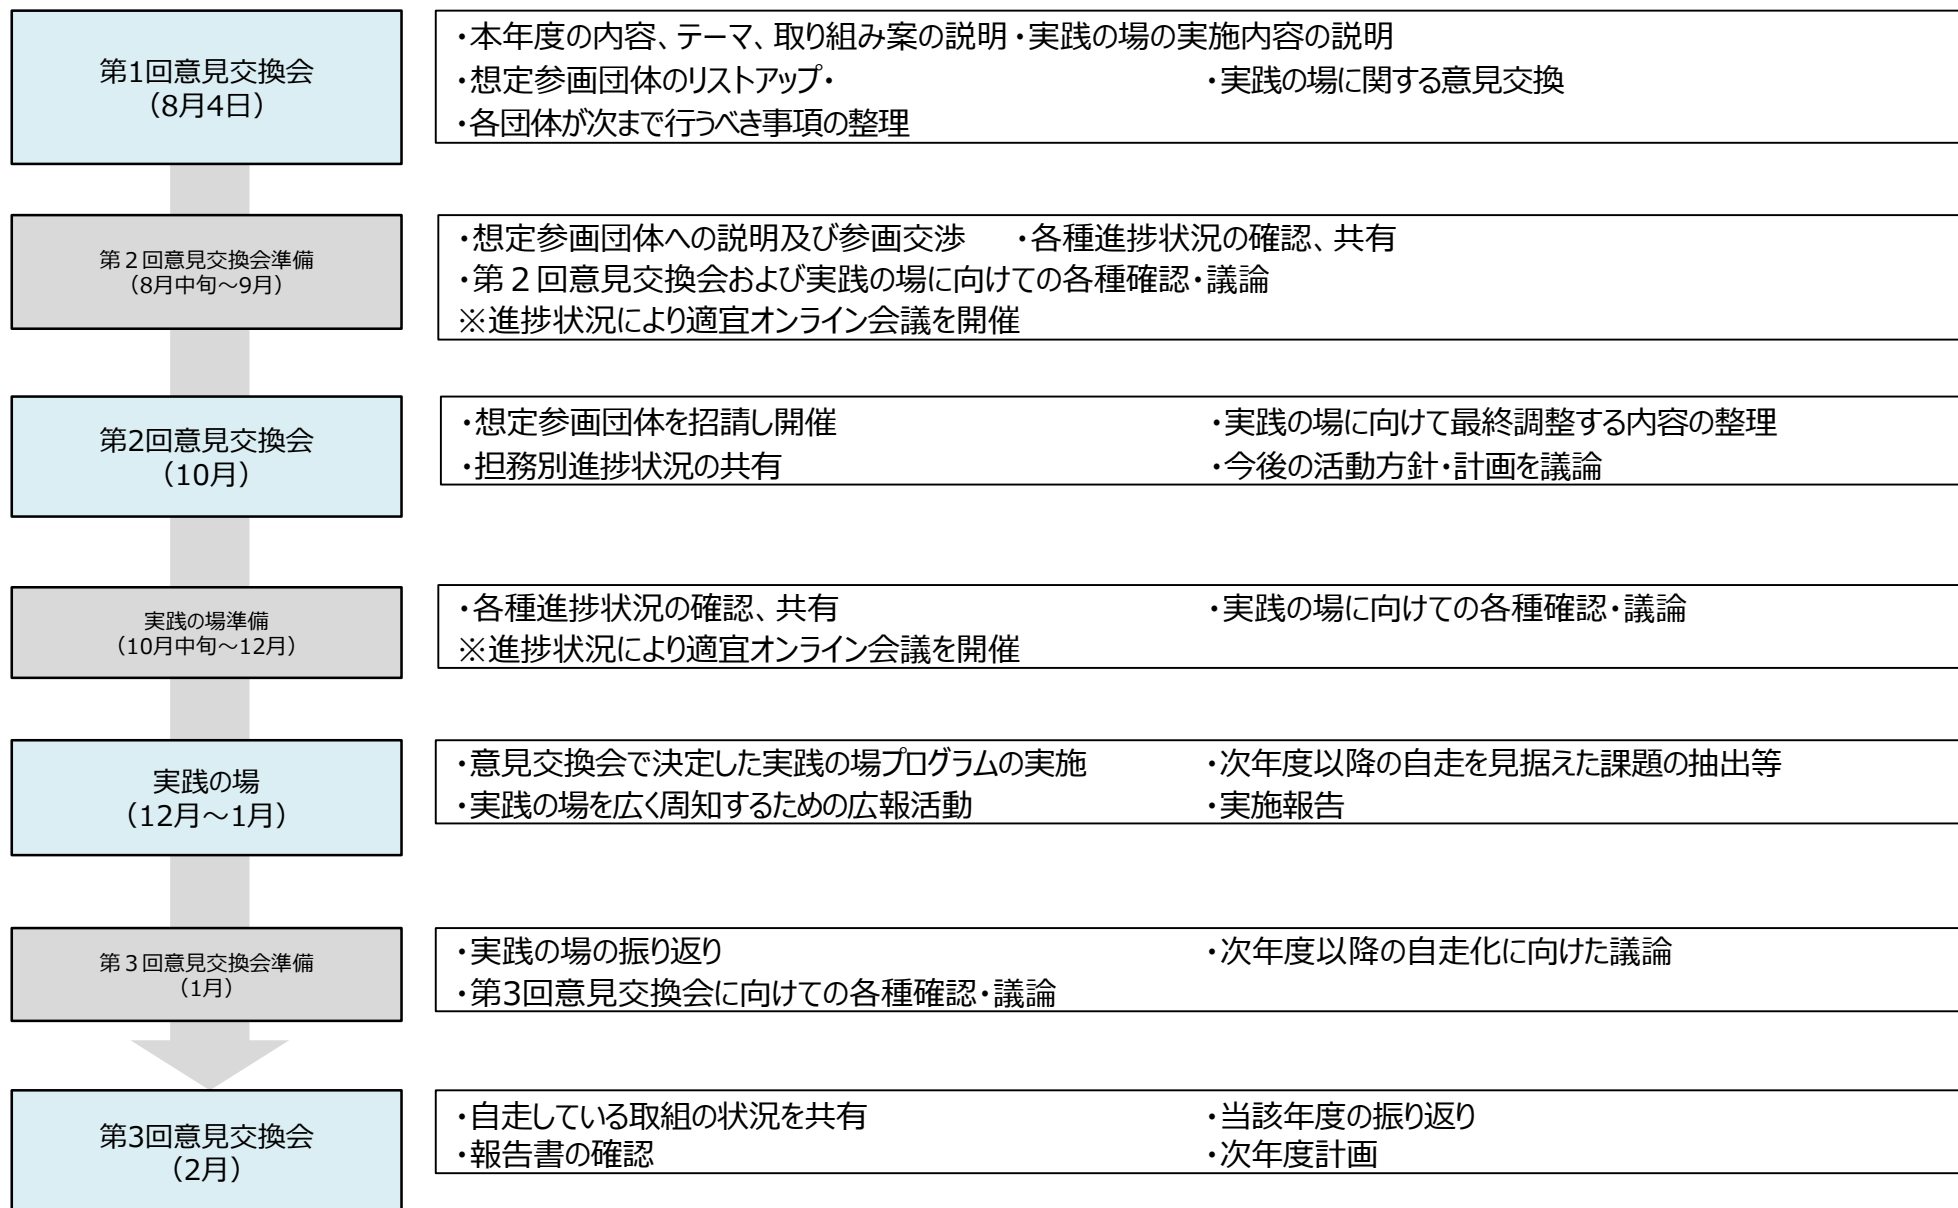 第1回意見交換会
（8月4日）
・本年度の内容、テーマ、取り組み案の説明・実践の場の実施内容の説明
・想定参画団体のリストアップ・　・実践の場に関する意見交換
・各団体が次まで行うべき事項の整理
第２回意見交換会準備
（8月中旬～9月）
・想定参画団体への説明及び参画交渉　・各種進捗状況の確認、共有
・第２回意見交換会および実践の場に向けての各種確認・議論
※進捗状況により適宜オンライン会議を開催
第2回意見交換会
（10月）
・想定参画団体を招請し開催　・実践の場に向けて最終調整する内容の整理
・担務別進捗状況の共有　・今後の活動方針・計画を議論
実践の場準備
（10月中旬～12月）
・各種進捗状況の確認、共有　・実践の場に向けての各種確認・議論
※進捗状況により適宜オンライン会議を開催
実践の場
（12月～1月）
・意見交換会で決定した実践の場プログラムの実施　・次年度以降の自走を見据えた課題の抽出等
・実践の場を広く周知するための広報活動　・実施報告
第３回意見交換会準備
（1月）
・実践の場の振り返り　・次年度以降の自走化に向けた議論
・第3回意見交換会に向けての各種確認・議論
第3回意見交換会
（2月）
・自走している取組の状況を共有　・当該年度の振り返り
・報告書の確認　・次年度計画